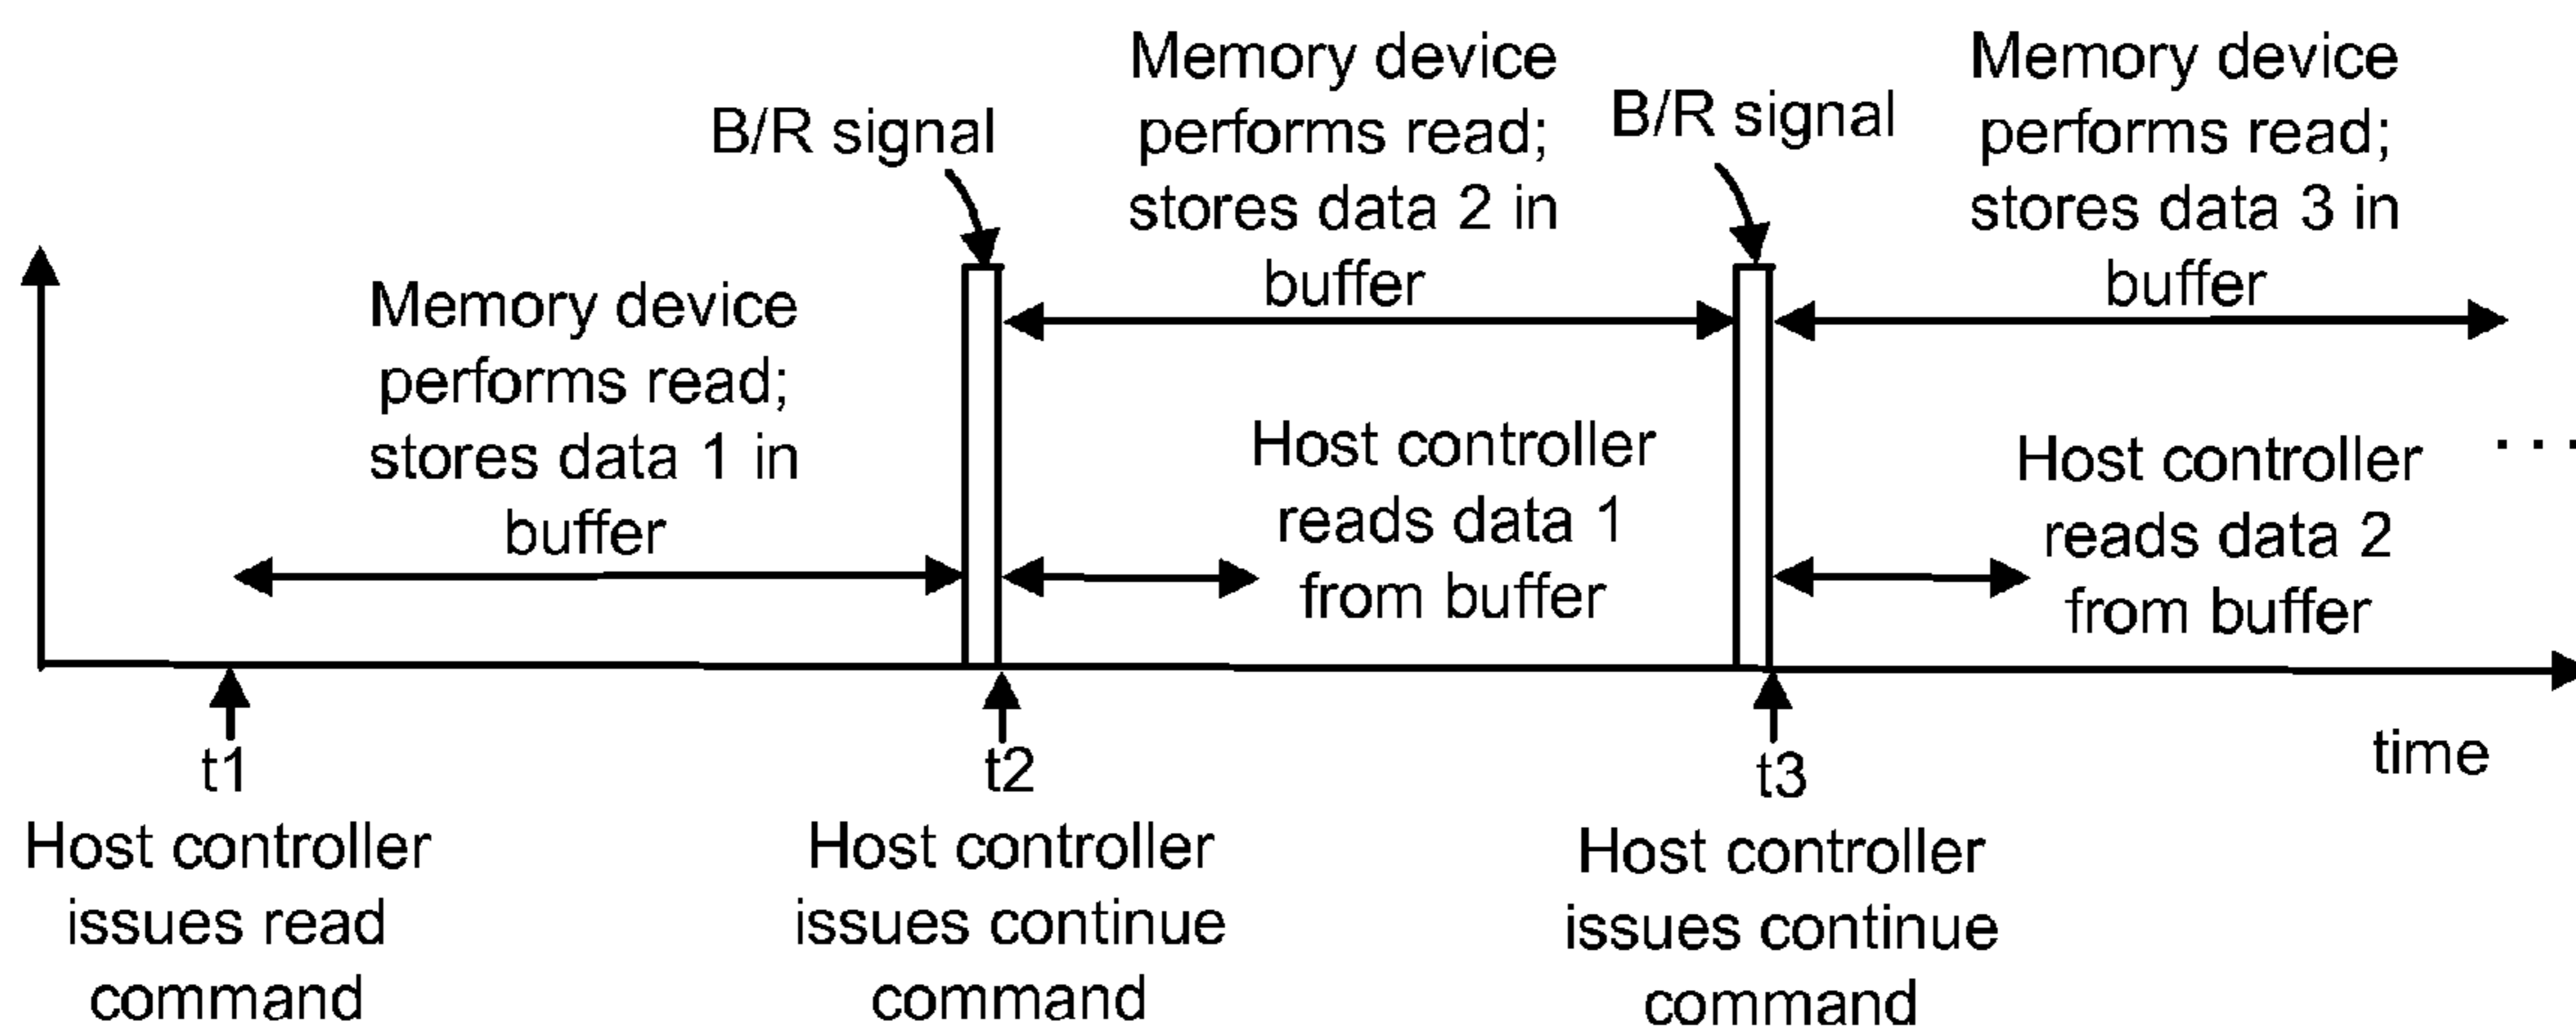 Memory device
performs read;
stores data 1 in
buffer
B/R signal
Memory device
performs read;
stores data 2 in
buffer
B/R signal
Memory device
performs read;
stores data 3 in
buffer
Host controller
reads data 1
from buffer
Host controller
reads data 2
from buffer
. . .
t1
Host controller
issues read
command
t2
Host controller
issues continue
command
t3
Host controller
issues continue
command
time